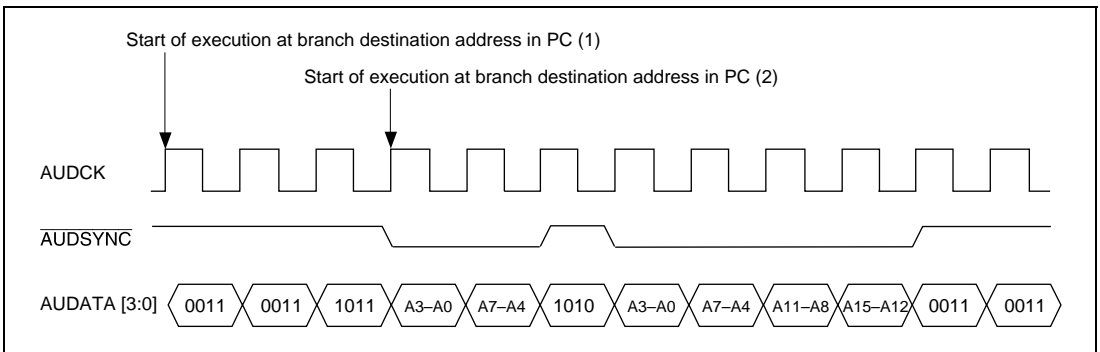 Start of execution at branch destination address in PC (1)
Start of execution at branch destination address in PC (2)
AUDCK
AUDSYNC
AUDATA [3:0] 0011 0011 1011 A3–A0 A7–A4 1010 A3–A0 A7–A4 A11–A8 A15–A12 0011 0011